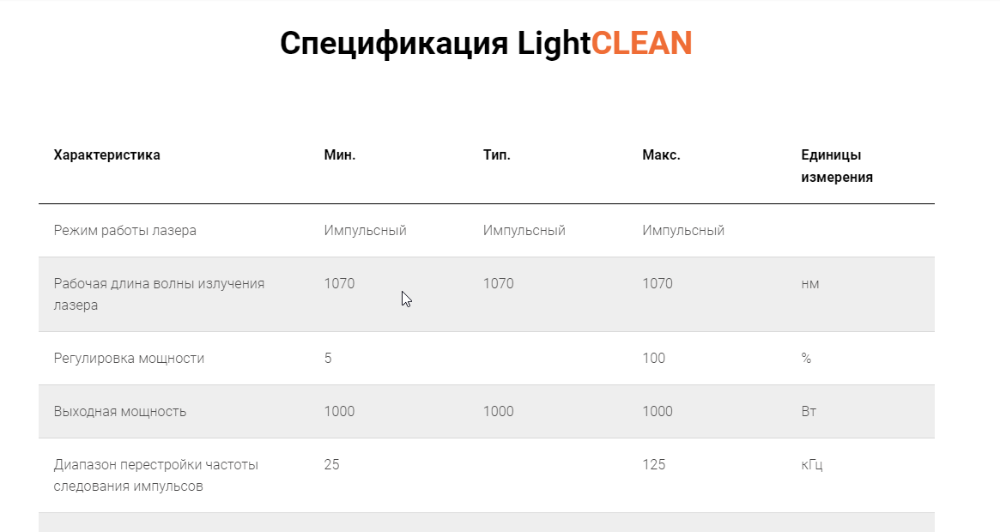 Спецификация LightCLEAN
Характеристика Мин. Тип. Макс. Единицы
измерения
Режим работы лазера Импульсный Импульсный Импульсный
Рабочая длина волны излучения 1070 1070 1070 нм
лазера
Регулировка мощности 5 100 %
Выходная мощность 1000 1000 1000 Вт
Диапазон перестройки частоты 25 125 кГц
следования импульсов